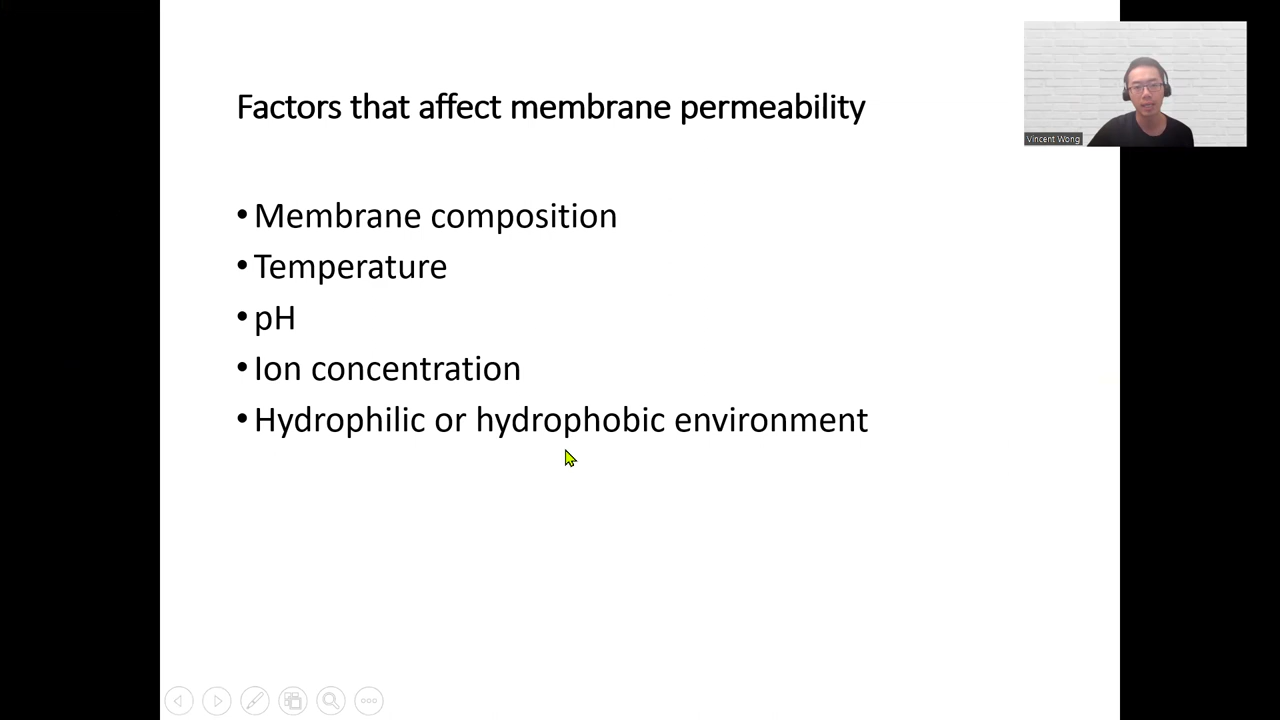 Factors that affect membrane permeability
Vincent Wong
• Membrane composition
• Temperature
• pH
• Ion concentration
• Hydrophilic or hydrophobic environment